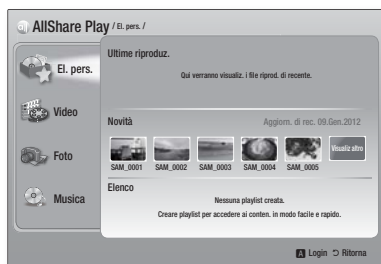 AllShare Play / El. pers. /
El. pers.
Video
Foto
Musica
Ultime riproduz.
Qui verranno visualiz. i file riprod. di recente.
Novità
Aggiorn. di rec. 09.Gen.2012
SAM_0001
SAM_0002
SAM_0003
SAM_0004
SAM_0005
Visualiz altro
Elenco
Nessuna playlist creata.
Creare playlist per accedere ai conten. in modo facile e rapido.
A Login Ritorna